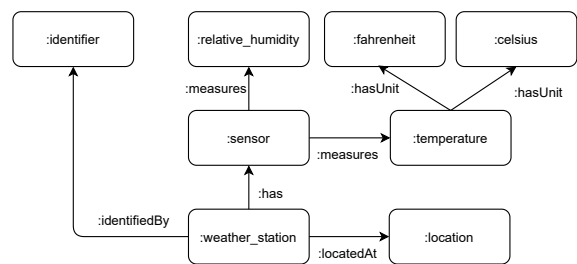 :identifier
:relative_humidity
:fahrenheit
:celsius
:measures
:hasUnit
:hasUnit
:sensor
:measures
:temperature
:has
:identifiedBy
:weather_station
:locatedAt
:location